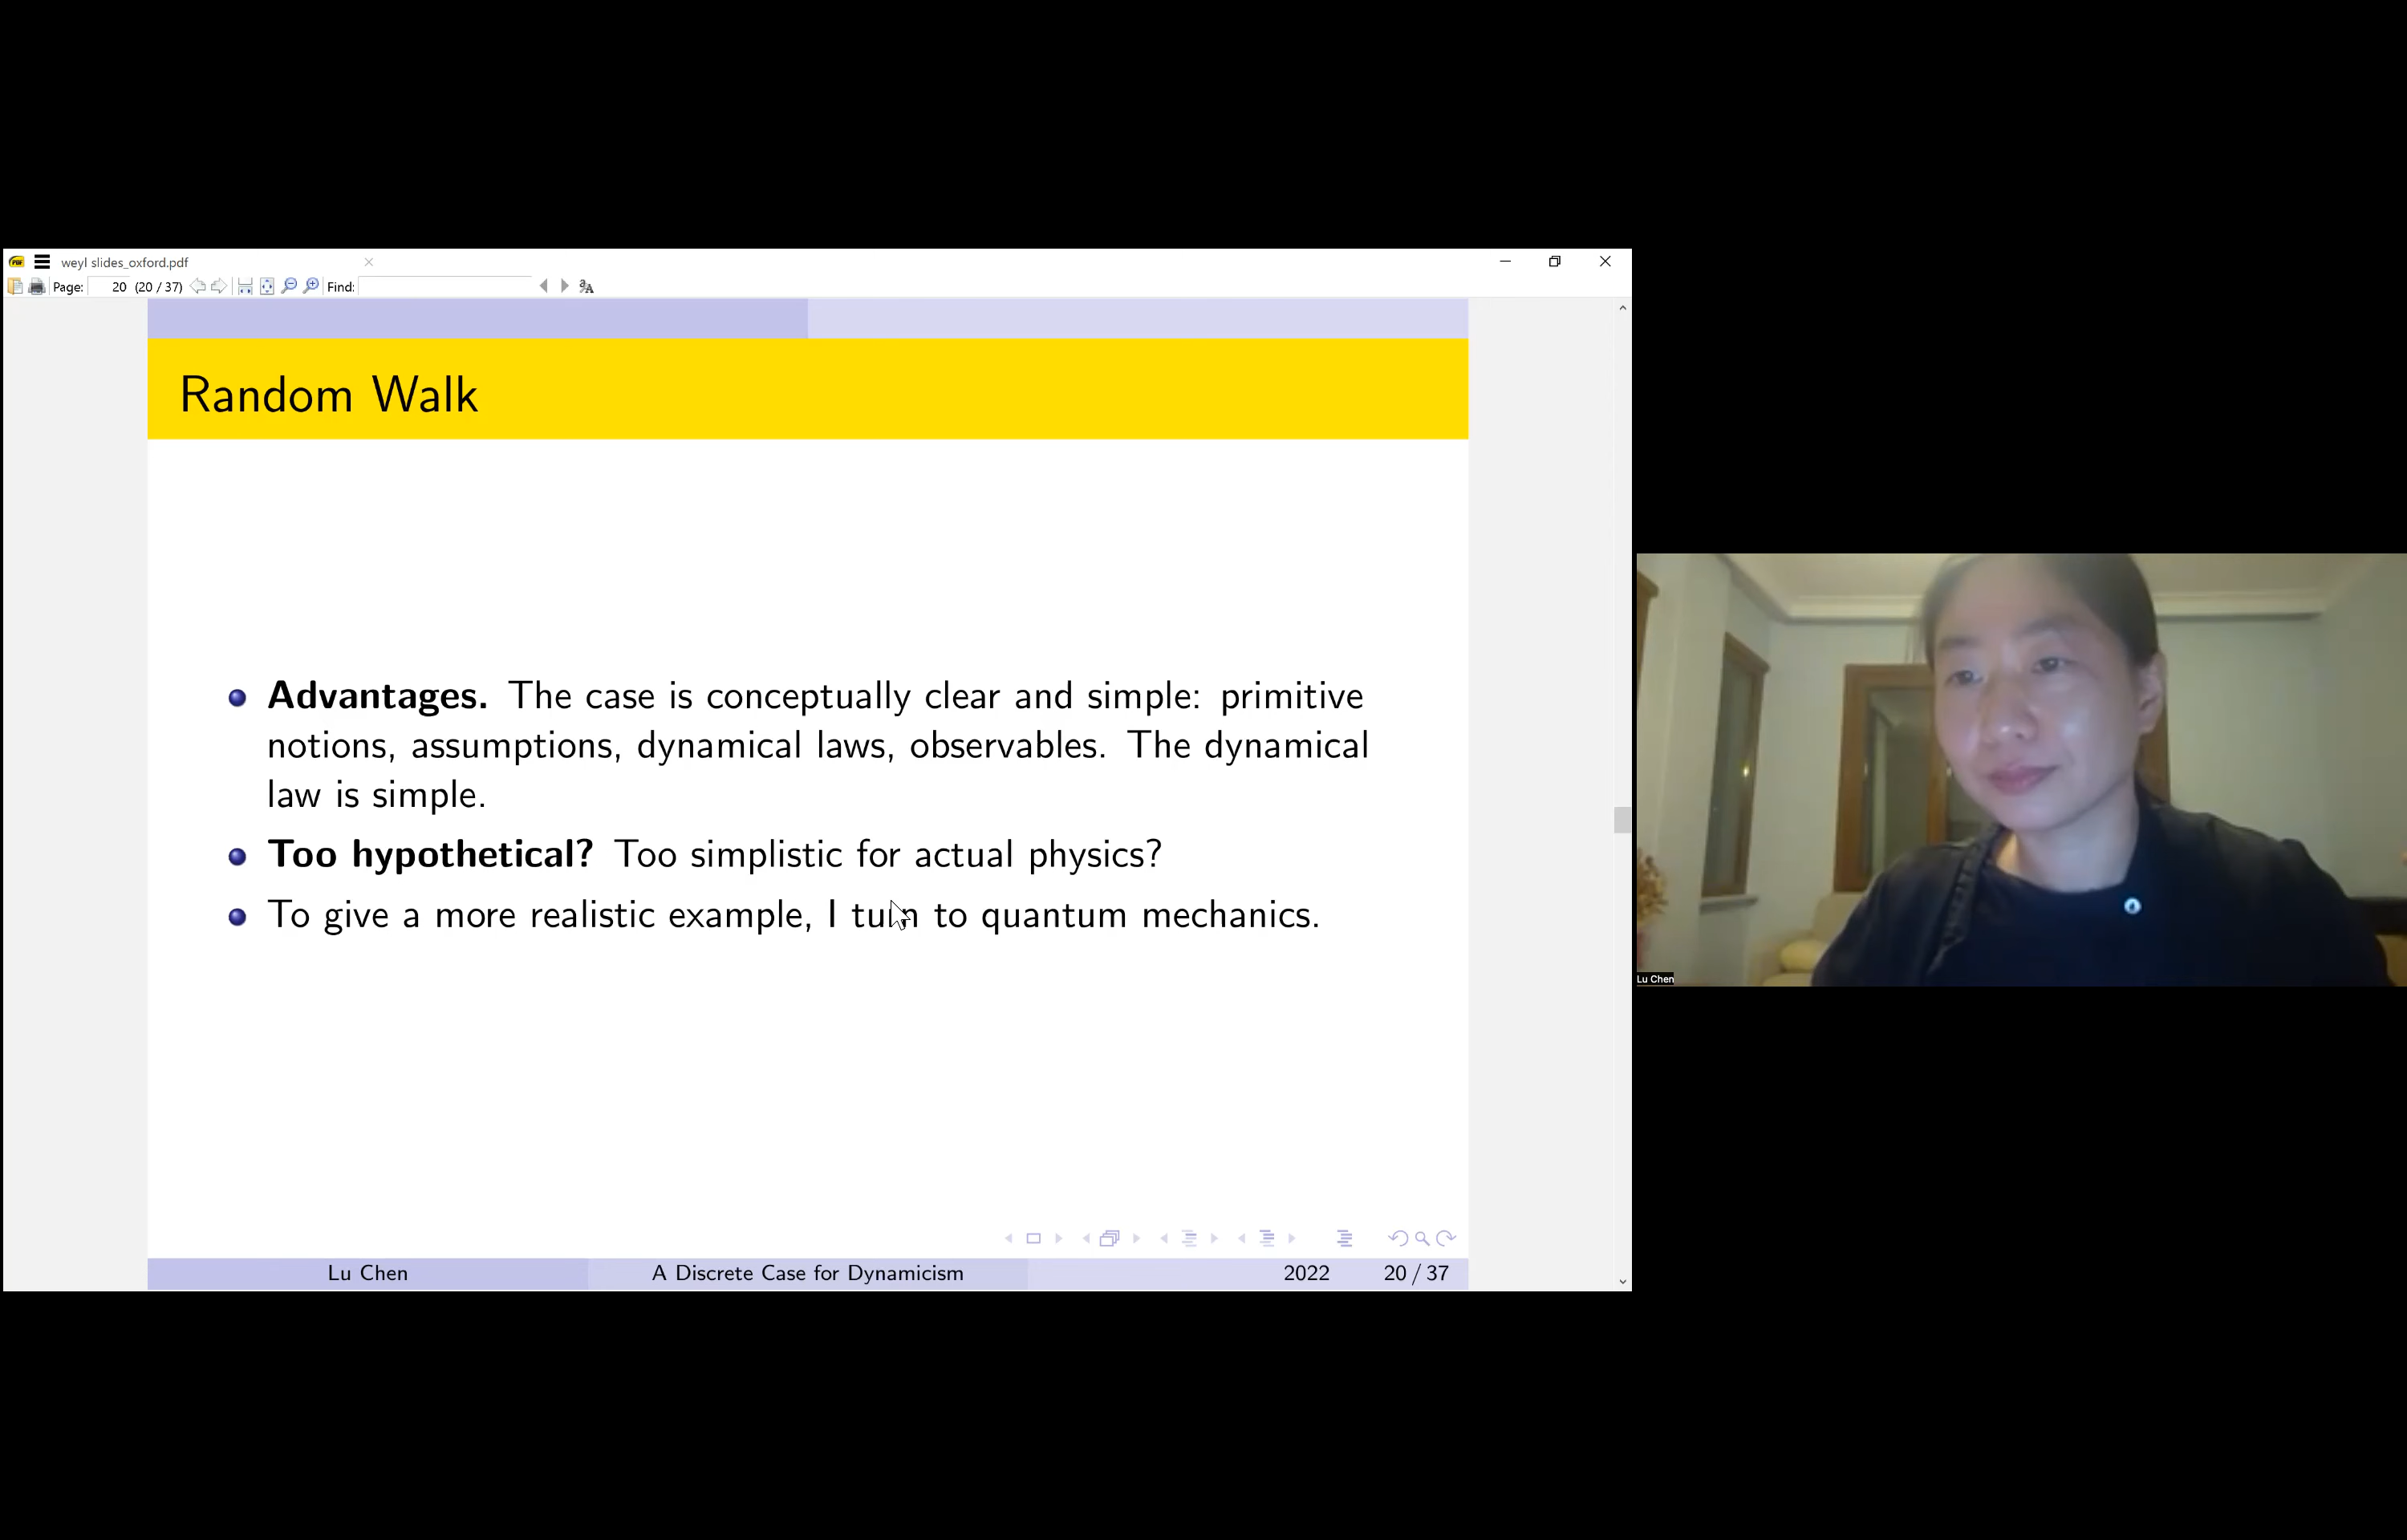 weyl slides_oxford.pdf
Page: 20 (20 / 37) Find:
Random Walk
Advantages. The case is conceptually clear and simple: primitive
notions, assumptions, dynamical laws, observables. The dynamical
law is simple.
Too hypothetical? Too simplistic for actual physics?
To give a more realistic example, I turn to quantum mechanics.
Lu Chen A Discrete Case for Dynamicism 2022 20 / 37
Lu Chen